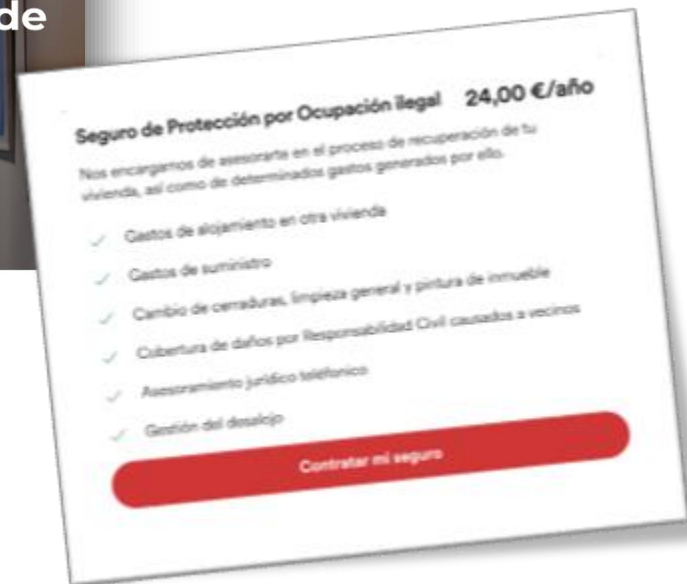 de
Seguro de Protección por Ocupación ilegal 24,00 €/año
Nos encargamos de asesorarte en el proceso de recuperación de tu
vivienda, así como de determinados gastos generados por ello.
Gastos de alojamiento en otra vivienda
Gastos de suministro
Cambio de cerraduras, limpieza general y pintura de inmueble
Cobertura de daños por Responsabilidad Civil causados a vecinos
Asesoramiento jurídico telefónico
Gestión del desalojo
Contratar mi seguro